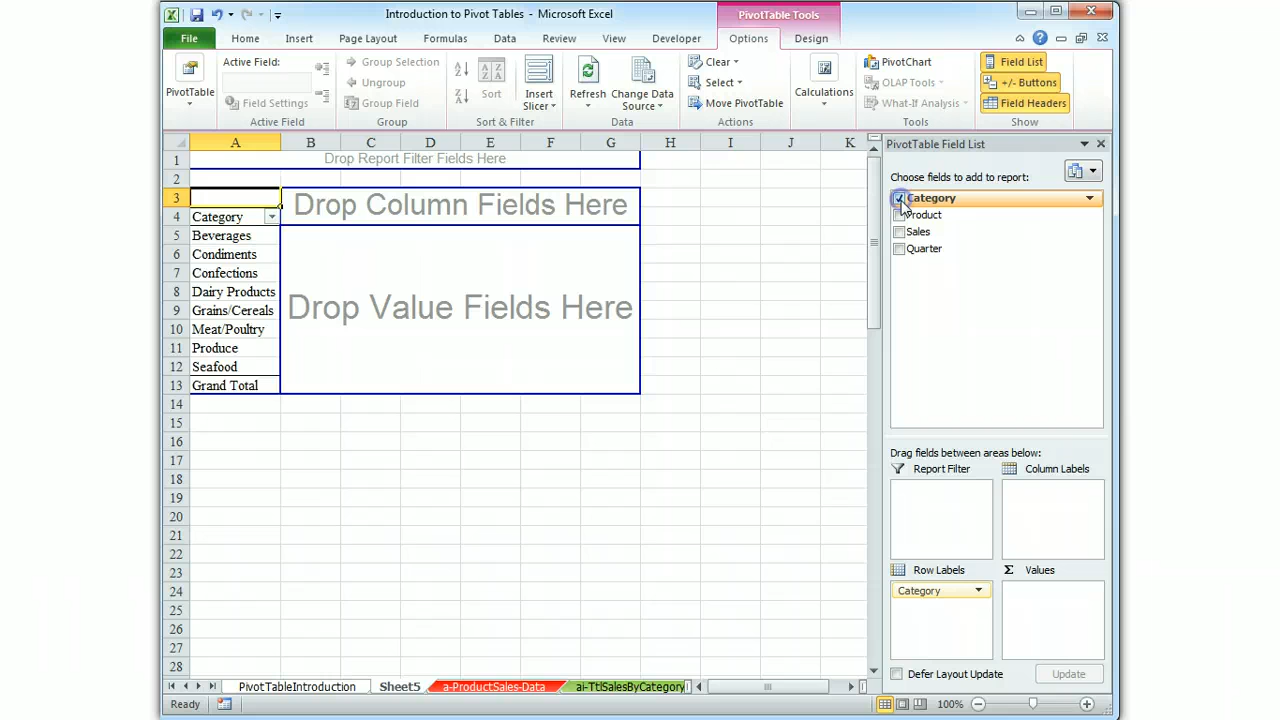 Introduction to Pivot Tables - Microsoft Excel
PivotTable Tools
File Home Insert Page Layout Formulas Data Review View Developer Options Design
PivotTable
Active Field:
Field Settings
Active Field
Group Selection
Ungroup
Group Field
Group
Sort
Insert
Slicer
Sort & Filter
Refresh
Change Data
Source
Data
Clear
Select
Move PivotTable
Actions
Calculations
PivotChart
OLAP Tools
What-If Analysis
Tools
Field List
+/- Buttons
Field Headers
Show
A B C D E F G H I J K
1 Drop Report Filter Fields Here
2
3 Drop Column Fields Here
4 Category
5 Beverages
6 Condiments
7 Confections
8 Dairy Products
9 Grains/Cereals
Drop Value Fields Here
10 Meat/Poultry
11 Produce
12 Seafood
13 Grand Total
14
15
16
17
18
19
20
21
22
23
24
25
26
27
28
PivotTable Field List
Choose fields to add to report:
Category
Product
Sales
Quarter
Drag fields between areas below:
Report Filter
Column Labels
Row Labels
Σ Values
Category
Defer Layout Update
Update
PivotTableIntroduction Sheet5 a-ProductSales-Data ai-TtlSalesByCategory
Ready
100%